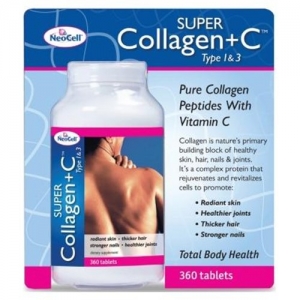 NeoCell
SUPER
Collagen+C™
Type 1 & 3
Pure Collagen
Peptides With
Vitamin C
Collagen is nature's primary
building block of healthy
skin, hair, nails & joints.
It's a complex protein that
rejuvenates and revitalizes
cells to promote:
• Radiant skin
• Healthier joints
• Thicker hair
• Stronger nails
Total Body Health
360 tablets
NeoCell
SUPER
Collagen+C
Type 1 & 3
radiant skin • thicker hair
stronger nails • healthier joints
360 tablets